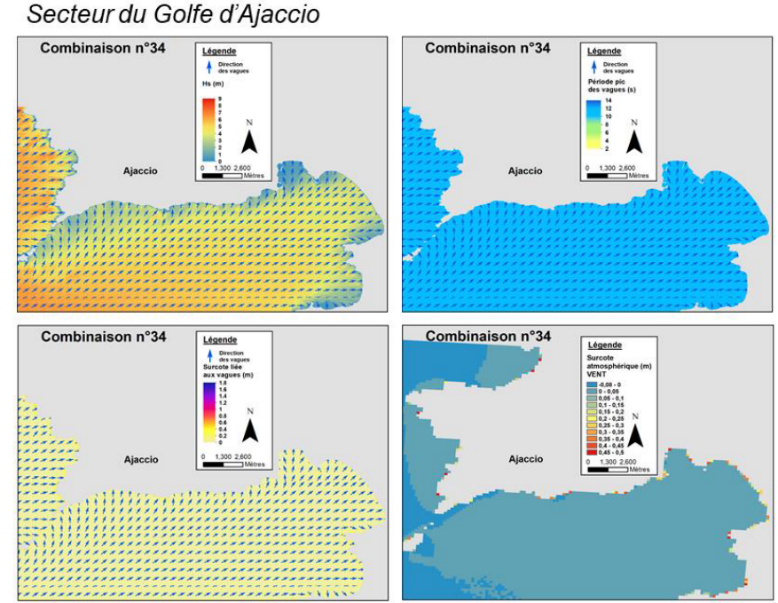 Secteur du Golfe d'Ajaccio
Combinaison n°34
Légende
Direction
des vagues
Hs (m)
9
8
7
6
5
4
3
2
1
0
N
0 1,300 2,600
Mètres
Ajaccio
Combinaison n°34
Légende
Direction
des vagues
Période pic
des vagues (s)
14
12
10
8
6
4
2
N
0 1,300 2,600
Mètres
Ajaccio
Combinaison n°34
Légende
Direction
des vagues
Surcote liée
aux vagues (m)
1.8
1.4
1.2
1.0
0.8
0.6
0.4
0.2
0
N
0 1,300 2,600
Mètres
Ajaccio
Combinaison n°34
Légende
Surcote
atmosphérique (m)
VENT
-0,08 - 0
0 - 0,05
0,05 - 0,1
0,1 - 0,15
0,15 - 0,2
0,2 - 0,25
0,25 - 0,3
0,3 - 0,35
0,35 - 0,4
0,4 - 0,45
0,45 - 0,5
N
0 1,300 2,600
Mètres
Ajaccio